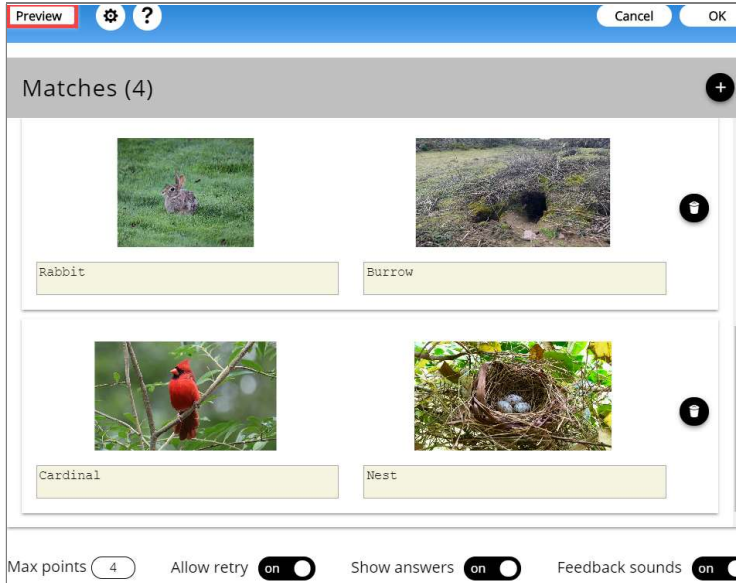 Preview ? Cancel OK
Matches (4)
+
Rabbit Burrow
Cardinal Nest
Max points 4 Allow retry on Show answers on Feedback sounds on